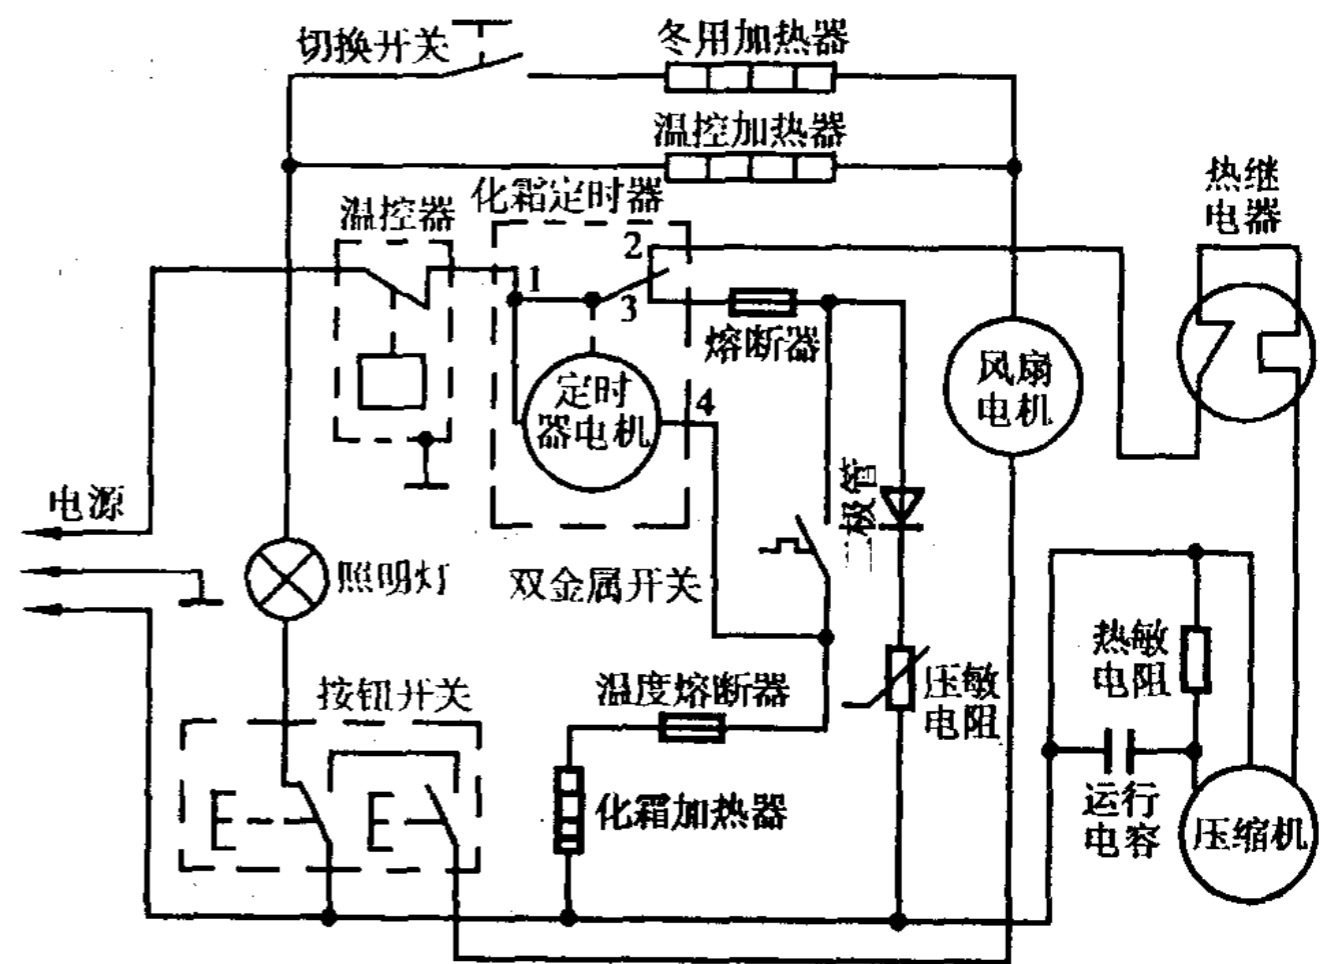 切换开关
冬用加热器
温控加热器
温控器
化霜定时器
热继
电器
1
2
3
熔断器
定时
器电机
4
风扇
电机
电源
照明灯
双金属开关
二极管
热敏
电阻
按钮开关
温度熔断器
压敏
电阻
化霜加热器
运行
电容
压缩机